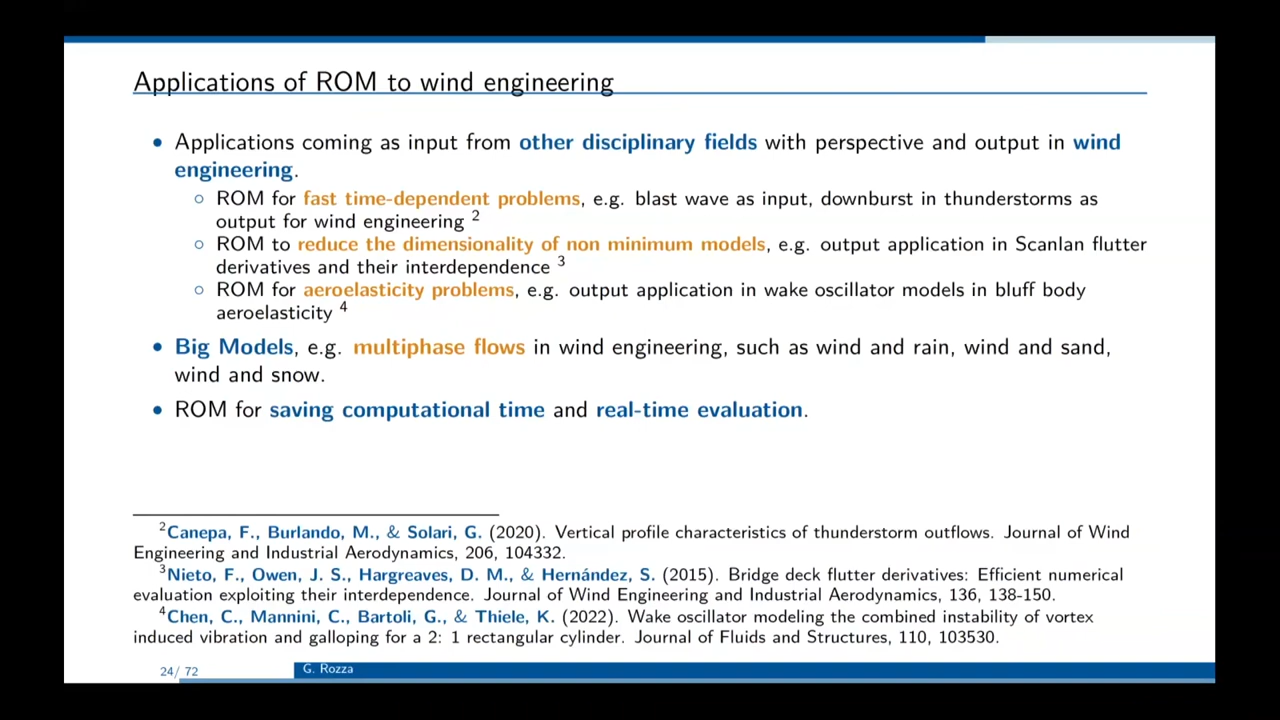 Applications of ROM to wind engineering
• Applications coming as input from other disciplinary fields with perspective and output in wind
engineering.
○ ROM for fast time-dependent problems, e.g. blast wave as input, downburst in thunderstorms as
output for wind engineering 2
○ ROM to reduce the dimensionality of non minimum models, e.g. output application in Scanlan flutter
derivatives and their interdependence 3
○ ROM for aeroelasticity problems, e.g. output application in wake oscillator models in bluff body
aeroelasticity 4
• Big Models, e.g. multiphase flows in wind engineering, such as wind and rain, wind and sand,
wind and snow.
• ROM for saving computational time and real-time evaluation.
2Canepa, F., Burlando, M., & Solari, G. (2020). Vertical profile characteristics of thunderstorm outflows. Journal of Wind
Engineering and Industrial Aerodynamics, 206, 104332.
3Nieto, F., Owen, J. S., Hargreaves, D. M., & Hernández, S. (2015). Bridge deck flutter derivatives: Efficient numerical
evaluation exploiting their interdependence. Journal of Wind Engineering and Industrial Aerodynamics, 136, 138-150.
4Chen, C., Mannini, C., Bartoli, G., & Thiele, K. (2022). Wake oscillator modeling the combined instability of vortex
induced vibration and galloping for a 2: 1 rectangular cylinder. Journal of Fluids and Structures, 110, 103530.
24/ 72
G. Rozza